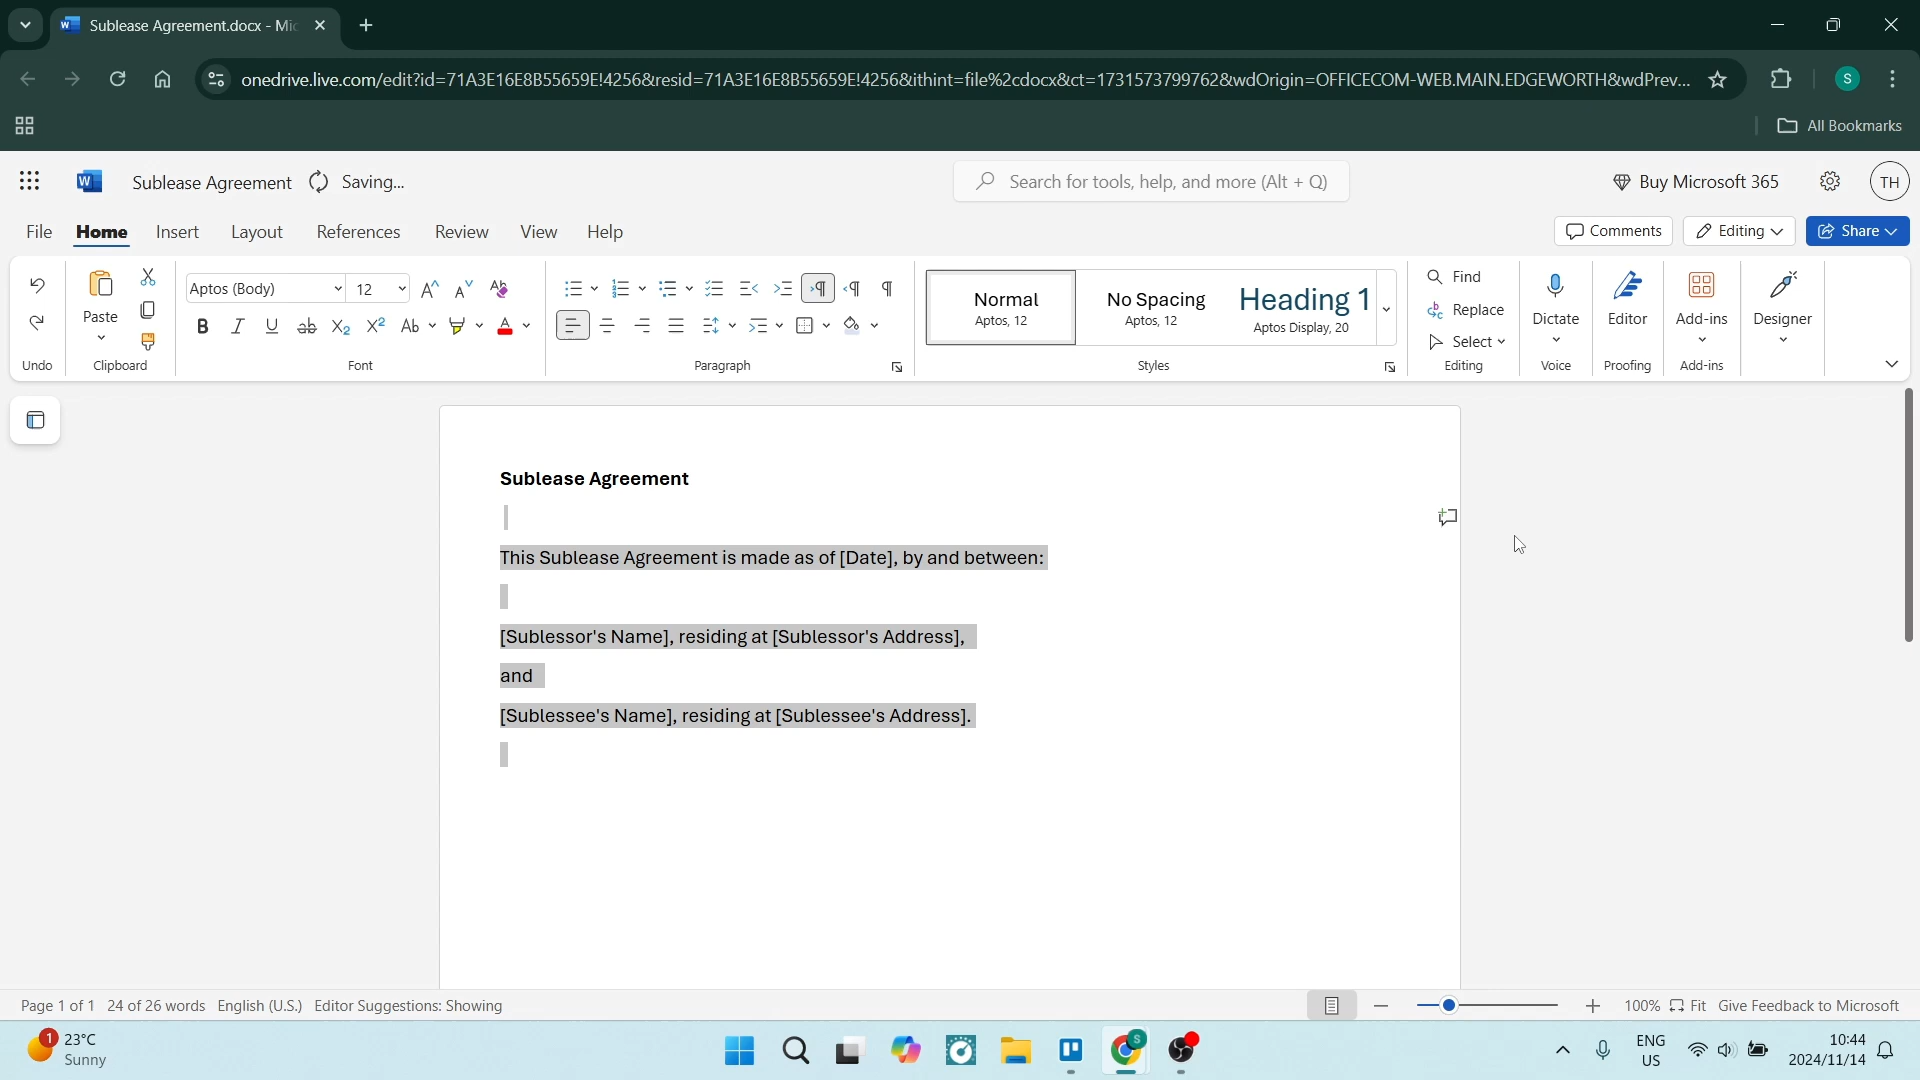 Sublease Agreement.docx - Mic
onedrive.live.com/edit?id=71A3E16E8B55659E!4256&resid=71A3E16E8B55659E!4256&ithint=file%2cdocx&ct=1731573799762&wdOrigin=OFFICECOM-WEB.MAIN.EDGEWORTH&wdPrev...
S
All Bookmarks
Sublease Agreement
Saving...
Search for tools, help, and more (Alt + Q)
Buy Microsoft 365
TH
File Home Insert Layout References Review View Help
Comments
Editing
Share
Paste
Aptos (Body)
12
Normal
Aptos, 12
No Spacing
Aptos, 12
Heading 1
Aptos Display, 20
Find
Replace
Select
Dictate
Editor
Add-ins
Designer
Undo
Clipboard
Font
Paragraph
Styles
Editing
Voice
Proofing
Add-ins
Sublease Agreement
This Sublease Agreement is made as of [Date], by and between:
[Sublessor's Name], residing at [Sublessor's Address],
and
[Sublessee's Name], residing at [Sublessee's Address].
Page 1 of 1 24 of 26 words English (U.S.) Editor Suggestions: Showing
100% Fit Give Feedback to Microsoft
1
23°C
Sunny
ENG
US
10:44
2024/11/14